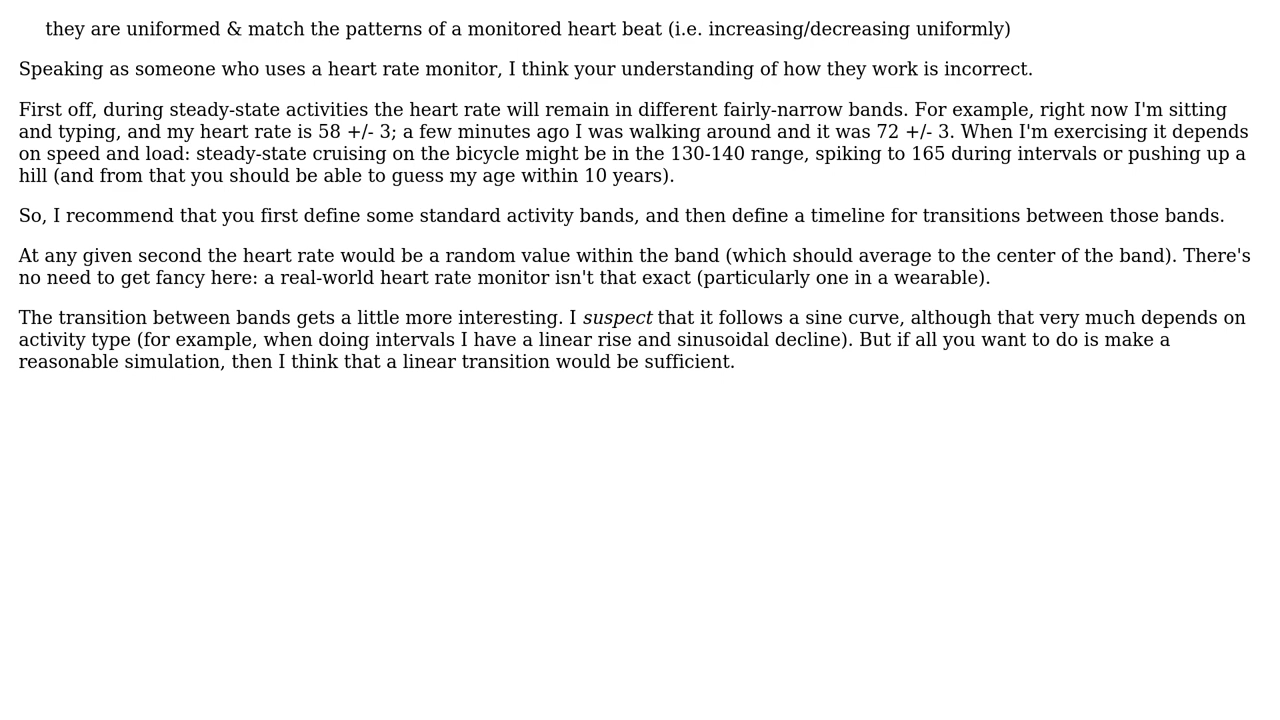 they are uniformed & match the patterns of a monitored heart beat (i.e. increasing/decreasing uniformly)
Speaking as someone who uses a heart rate monitor, I think your understanding of how they work is incorrect.
First off, during steady-state activities the heart rate will remain in different fairly-narrow bands. For example, right now I'm sitting
and typing, and my heart rate is 58 +/- 3; a few minutes ago I was walking around and it was 72 +/- 3. When I'm exercising it depends
on speed and load: steady-state cruising on the bicycle might be in the 130-140 range, spiking to 165 during intervals or pushing up a
hill (and from that you should be able to guess my age within 10 years).
So, I recommend that you first define some standard activity bands, and then define a timeline for transitions between those bands.
At any given second the heart rate would be a random value within the band (which should average to the center of the band). There's
no need to get fancy here: a real-world heart rate monitor isn't that exact (particularly one in a wearable).
The transition between bands gets a little more interesting. I suspect that it follows a sine curve, although that very much depends on
activity type (for example, when doing intervals I have a linear rise and sinusoidal decline). But if all you want to do is make a
reasonable simulation, then I think that a linear transition would be sufficient.